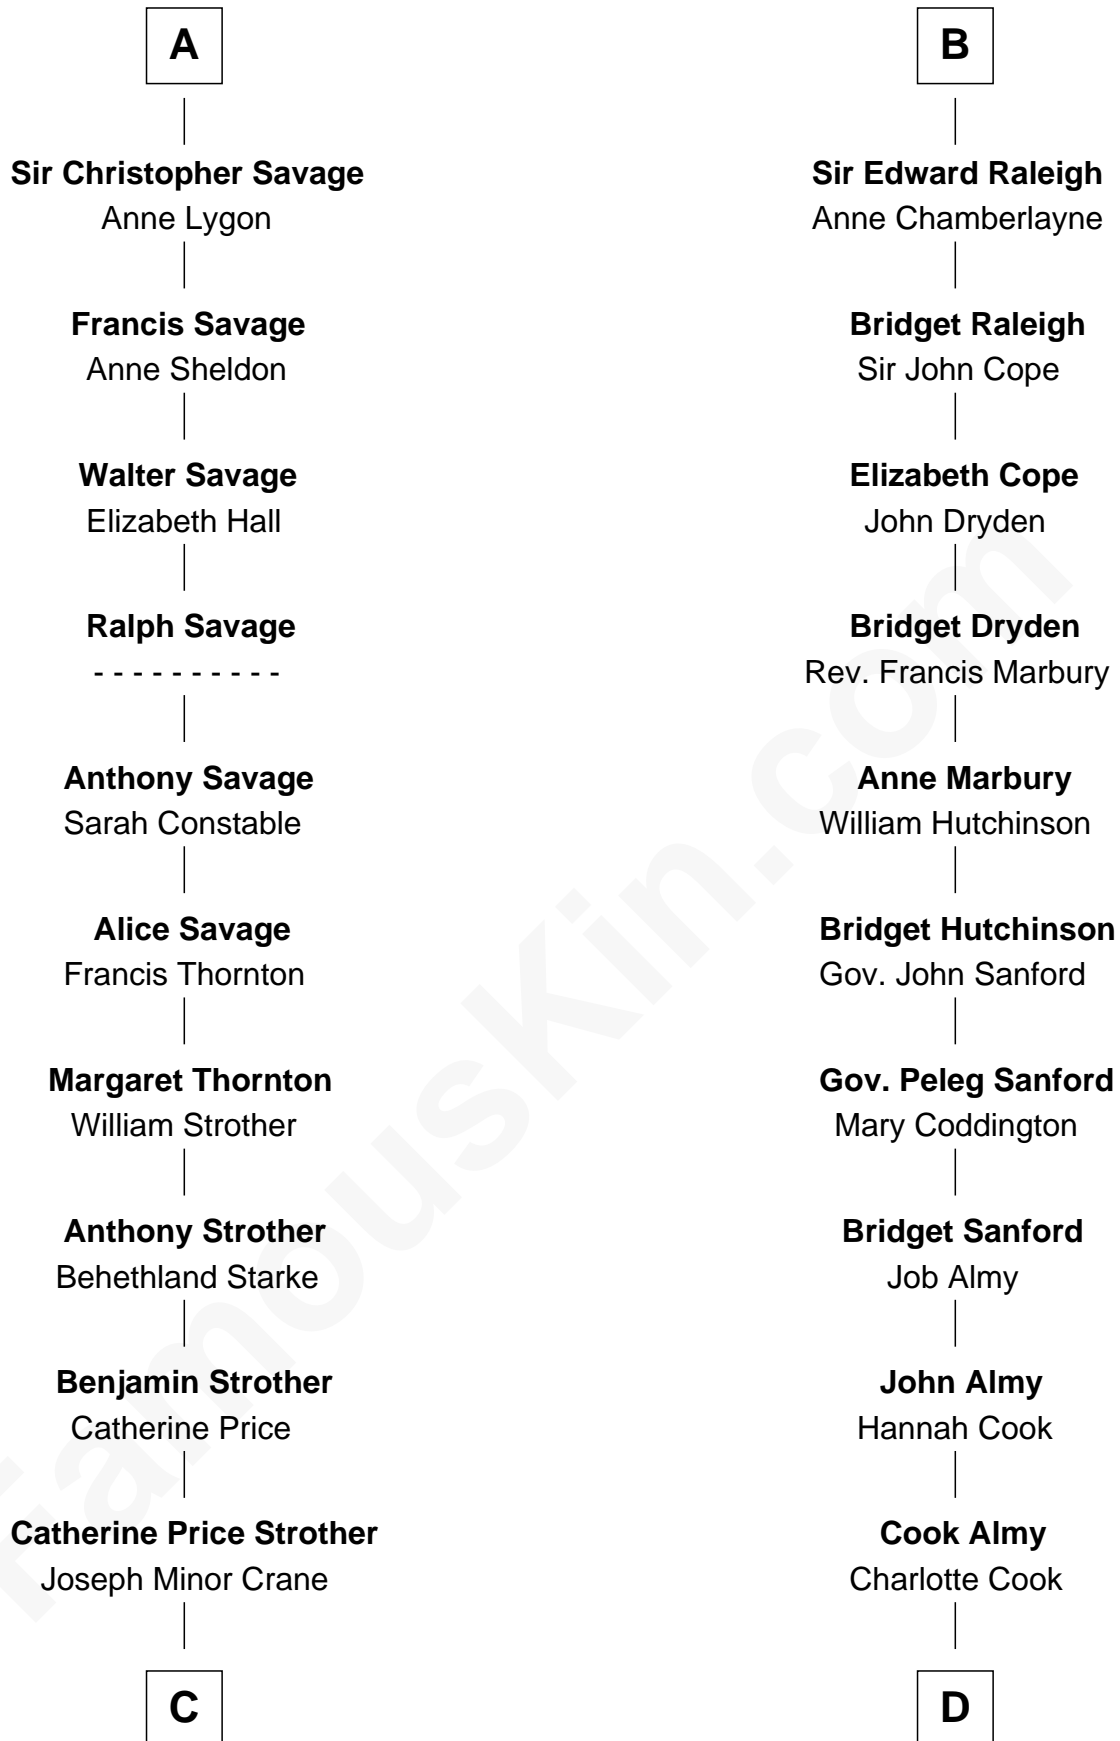 A
Sir Christopher Savage
Anne Lygon
Francis Savage
Anne Sheldon
Walter Savage
Elizabeth Hall
Ralph Savage
- - - - - - - - - -
Anthony Savage
Sarah Constable
Alice Savage
Francis Thornton
Margaret Thornton
William Strother
Anthony Strother
Behethland Starke
Benjamin Strother
Catherine Price
Catherine Price Strother
Joseph Minor Crane
C
B
Sir Edward Raleigh
Anne Chamberlayne
Bridget Raleigh
Sir John Cope
Elizabeth Cope
John Dryden
Bridget Dryden
Rev. Francis Marbury
Anne Marbury
William Hutchinson
Bridget Hutchinson
Gov. John Sanford
Gov. Peleg Sanford
Mary Coddington
Bridget Sanford
Job Almy
John Almy
Hannah Cook
Cook Almy
Charlotte Cook
D
FamousKin.com